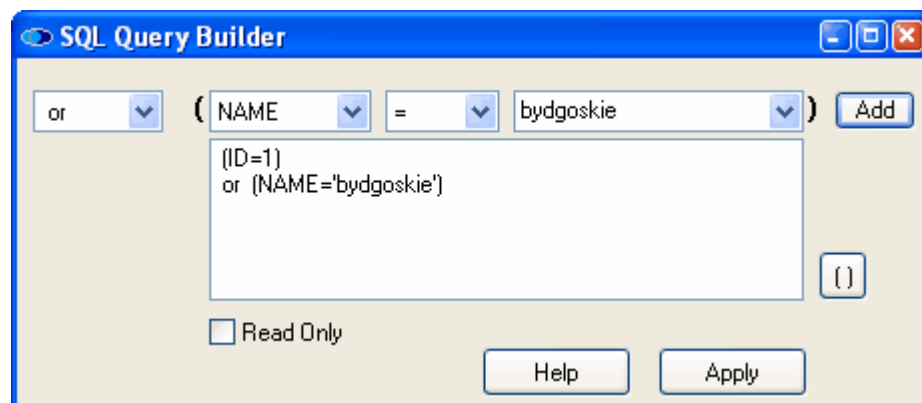 SQL Query Builder
or ( NAME = bydgoskie ) Add
(ID=1)
or (NAME='bydgoskie')
()
Read Only
Help Apply